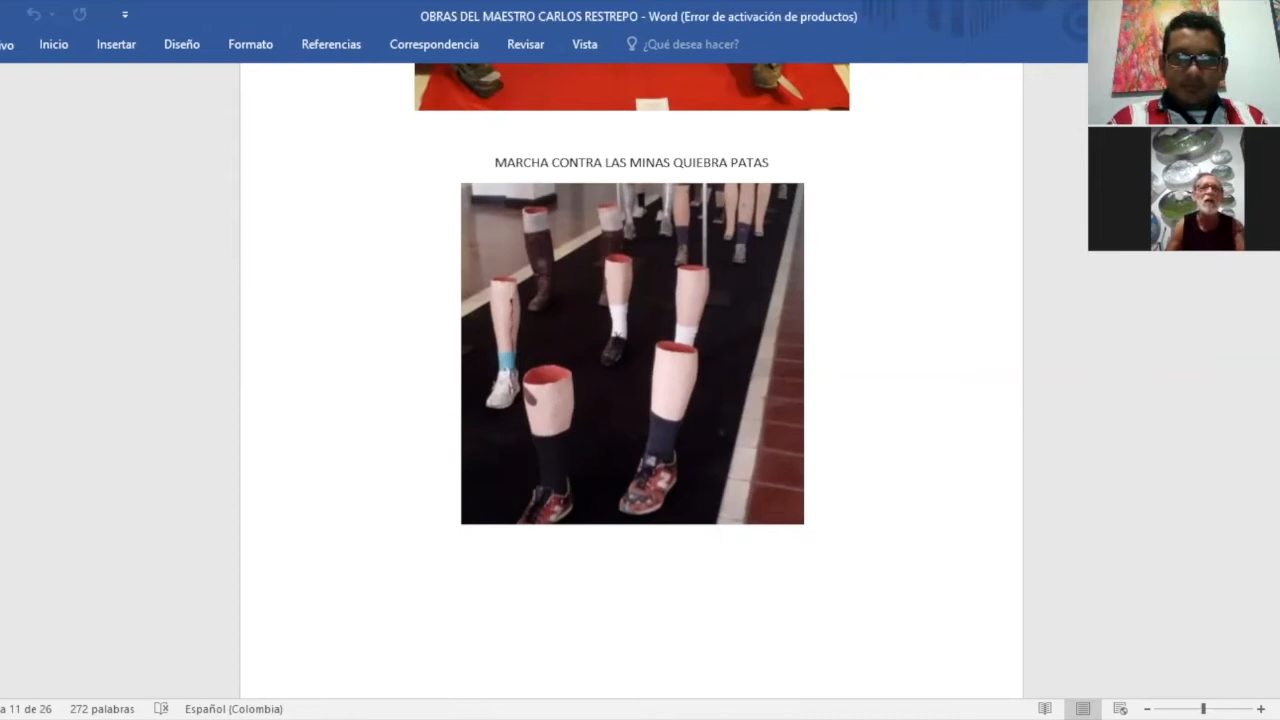 OBRAS DEL MAESTRO CARLOS RESTREPO - Word (Error de activación de productos)
ivo Inicio Insertar Diseño Formato Referencias Correspondencia Revisar Vista ¿Qué desea hacer?
MARCHA CONTRA LAS MINAS QUIEBRA PATAS
a 11 de 26 272 palabras Español (Colombia)